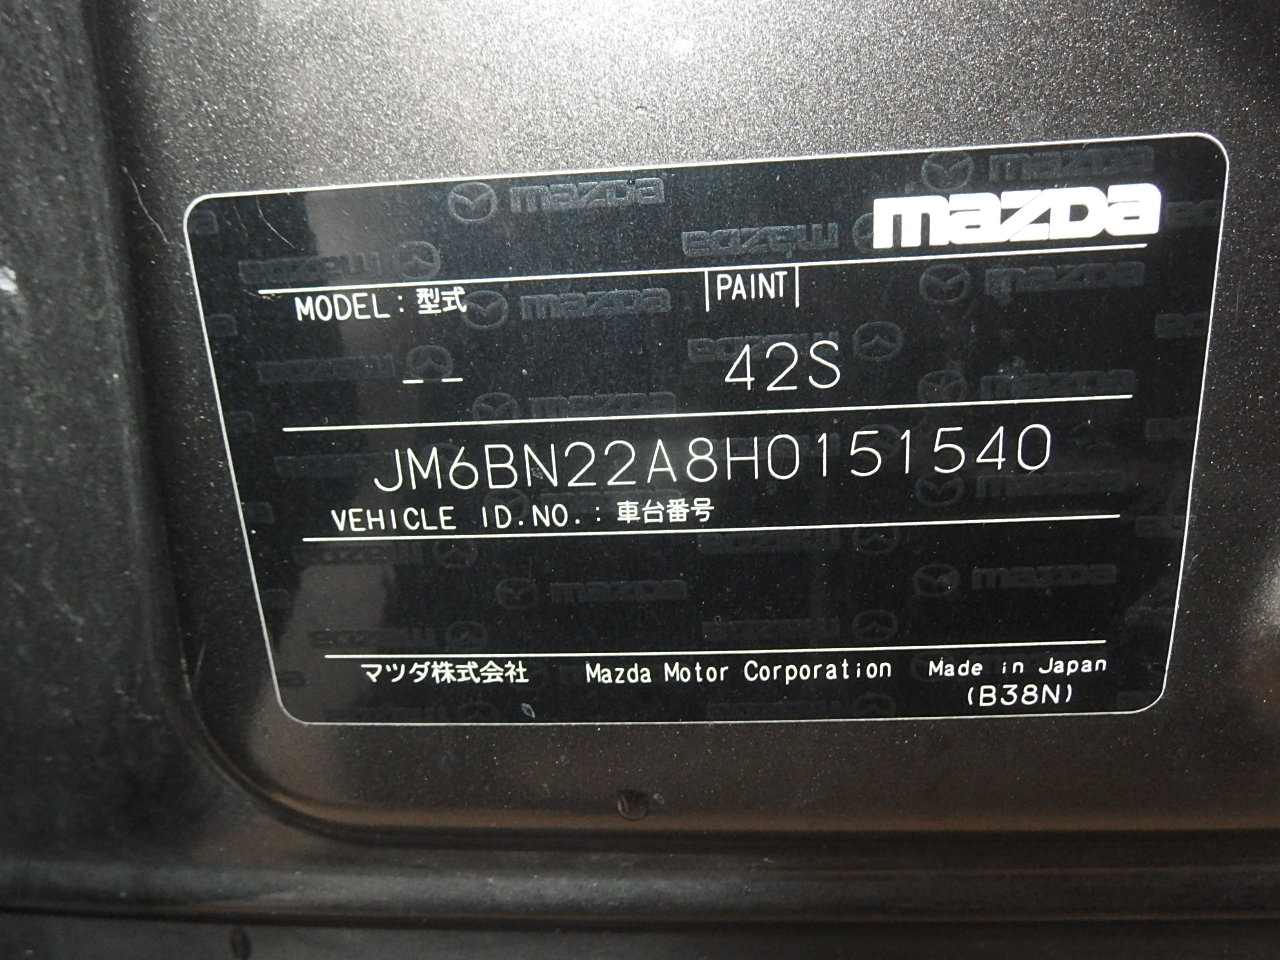 mazda
MODEL：型式
PAINT
-- 42S
JM6BN22A8H0151540
VEHICLE ID.NO.：車台番号
マツダ株式会社 Mazda Motor Corporation Made in Japan
(B38N)